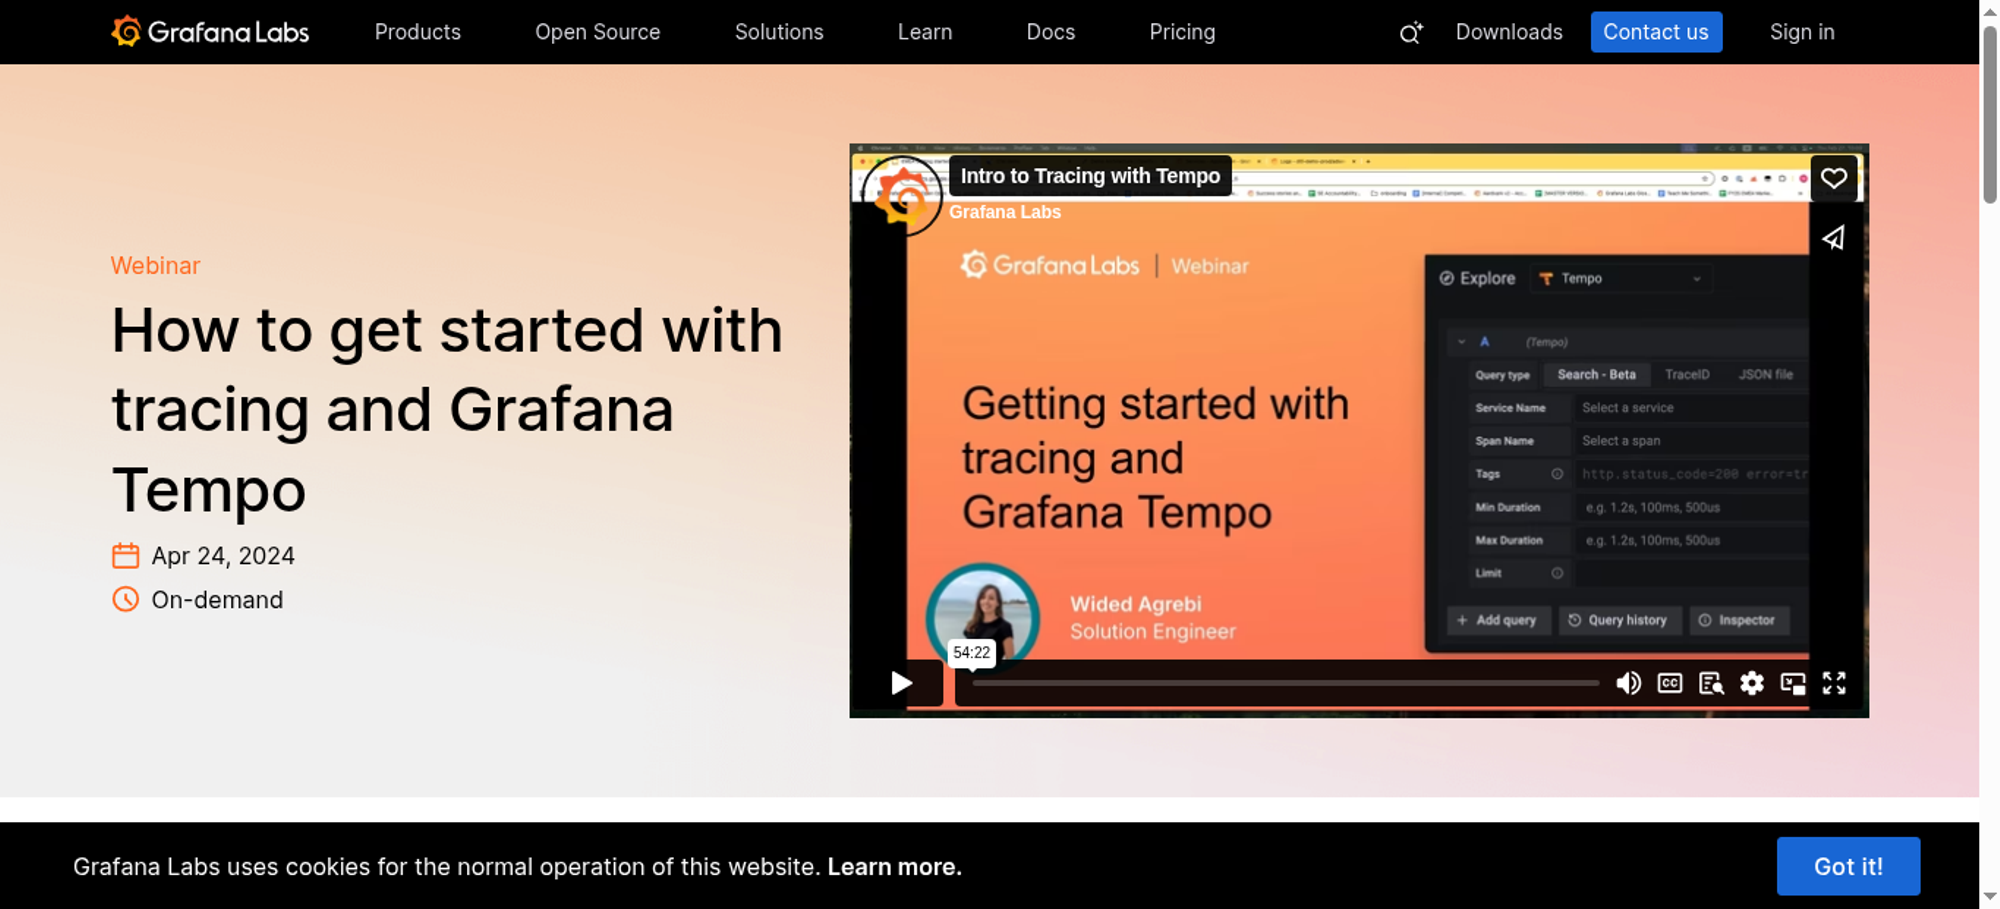 Grafana Labs
Products
Open Source
Solutions
Learn
Docs
Pricing
Downloads
Contact us
Sign in
Webinar
How to get started with
tracing and Grafana
Tempo
Apr 24, 2024
On-demand
Intro to Tracing with Tempo
Grafana Labs
Grafana Labs | Webinar
Getting started with
tracing and
Grafana Tempo
Wided Agrebi
Solution Engineer
Explore
Tempo
A (Tempo)
Query type Search - Beta TraceID JSON file
Service Name Select a service
Span Name Select a span
Tags http.status_code=200 error=tr
Min Duration e.g. 1.2s, 100ms, 500us
Max Duration e.g. 1.2s, 100ms, 500us
Limit
+ Add query Query history Inspector
54:22
CC
Grafana Labs uses cookies for the normal operation of this website. Learn more.
Got it!